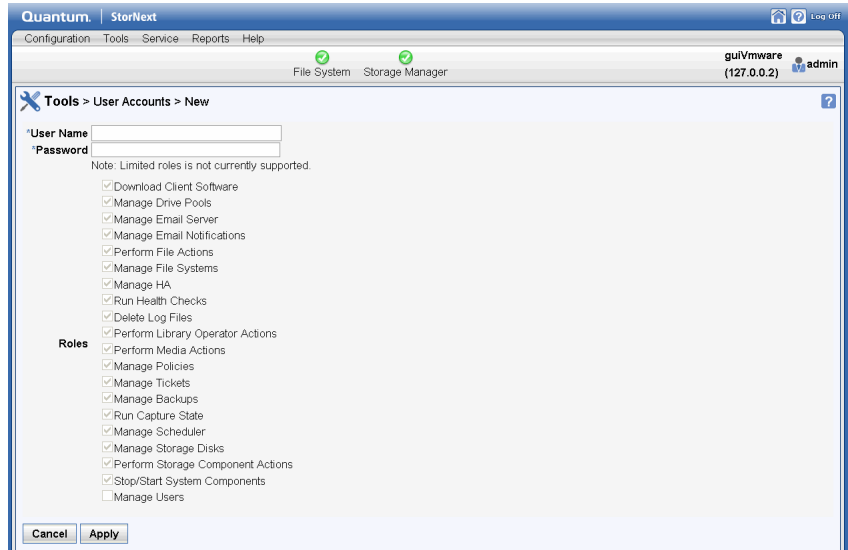 Quantum. StorNext Log Off
Configuration Tools Service Reports Help
File System Storage Manager
guiVmware
(127.0.0.2)
admin
Tools > User Accounts > New
?
*User Name
*Password
Note: Limited roles is not currently supported.
Roles
Download Client Software
Manage Drive Pools
Manage Email Server
Manage Email Notifications
Perform File Actions
Manage File Systems
Manage HA
Run Health Checks
Delete Log Files
Perform Library Operator Actions
Perform Media Actions
Manage Policies
Manage Tickets
Manage Backups
Run Capture State
Manage Scheduler
Manage Storage Disks
Perform Storage Component Actions
Stop/Start System Components
Manage Users
Cancel Apply